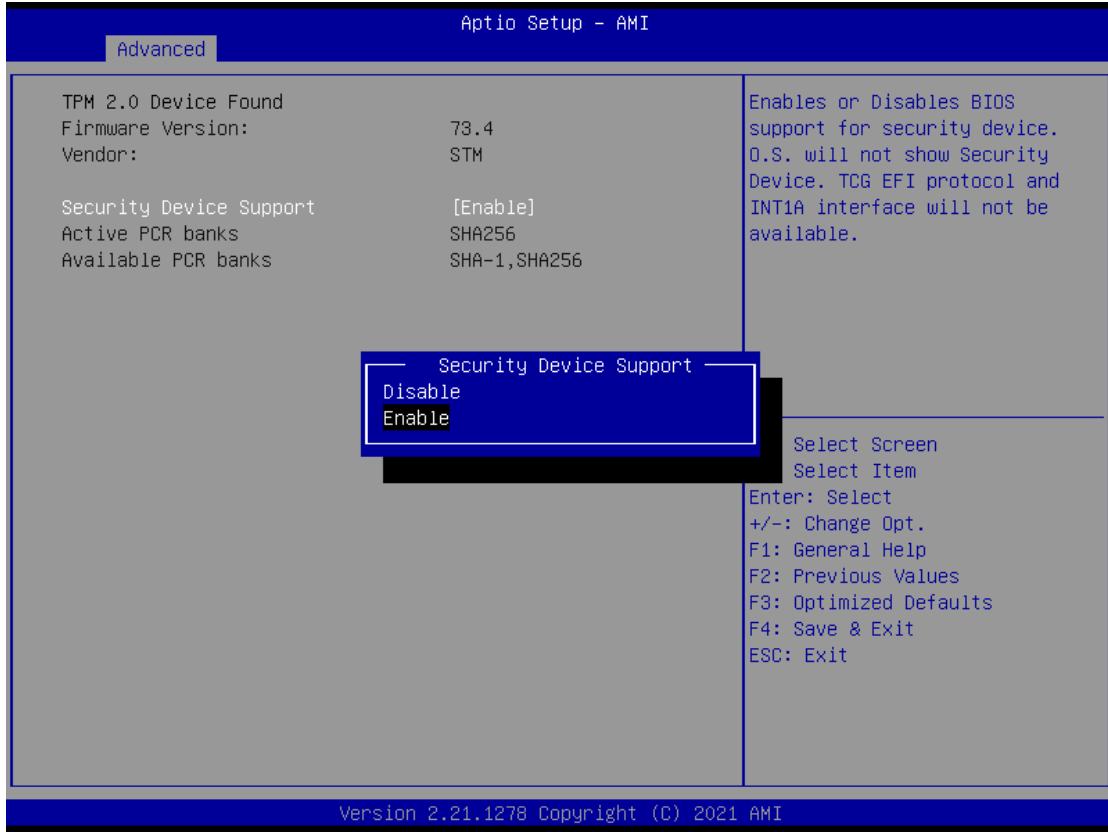 Aptio Setup – AMI
Advanced
TPM 2.0 Device Found
Firmware Version: 73.4
Vendor: STM
Security Device Support [Enable]
Active PCR banks SHA256
Available PCR banks SHA-1,SHA256
Enables or Disables BIOS
support for security device.
O.S. will not show Security
Device. TCG EFI protocol and
INT1A interface will not be
available.
Security Device Support
Disable
Enable
Select Screen
Select Item
Enter: Select
+/-: Change Opt.
F1: General Help
F2: Previous Values
F3: Optimized Defaults
F4: Save & Exit
ESC: Exit
Version 2.21.1278 Copyright (C) 2021 AMI